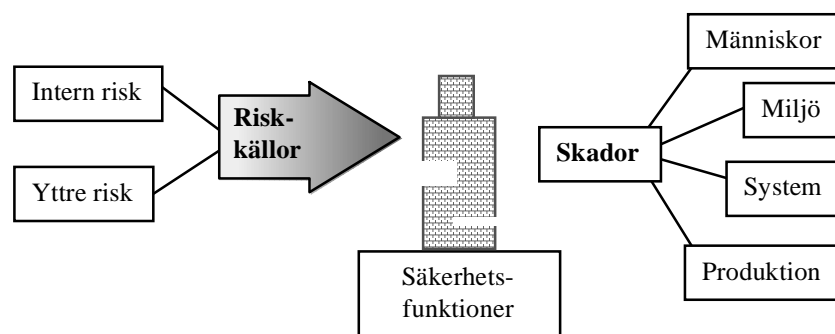 Intern risk
Yttre risk
Risk-
källor
Säkerhets-
funktioner
Skador
Människor
Miljö
System
Produktion